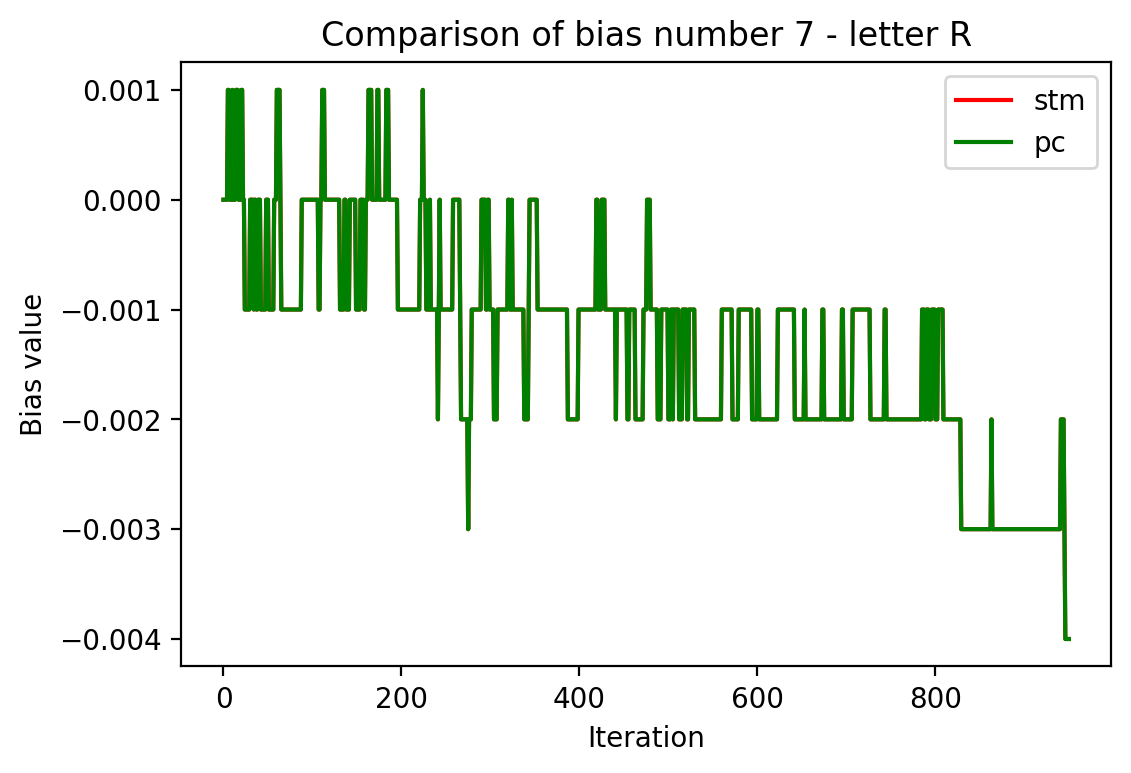 Comparison of bias number 7 - letter R
stm
pc
0.001
0.000
−0.001
−0.002
−0.003
−0.004
Bias value
0
200
400
600
800
Iteration